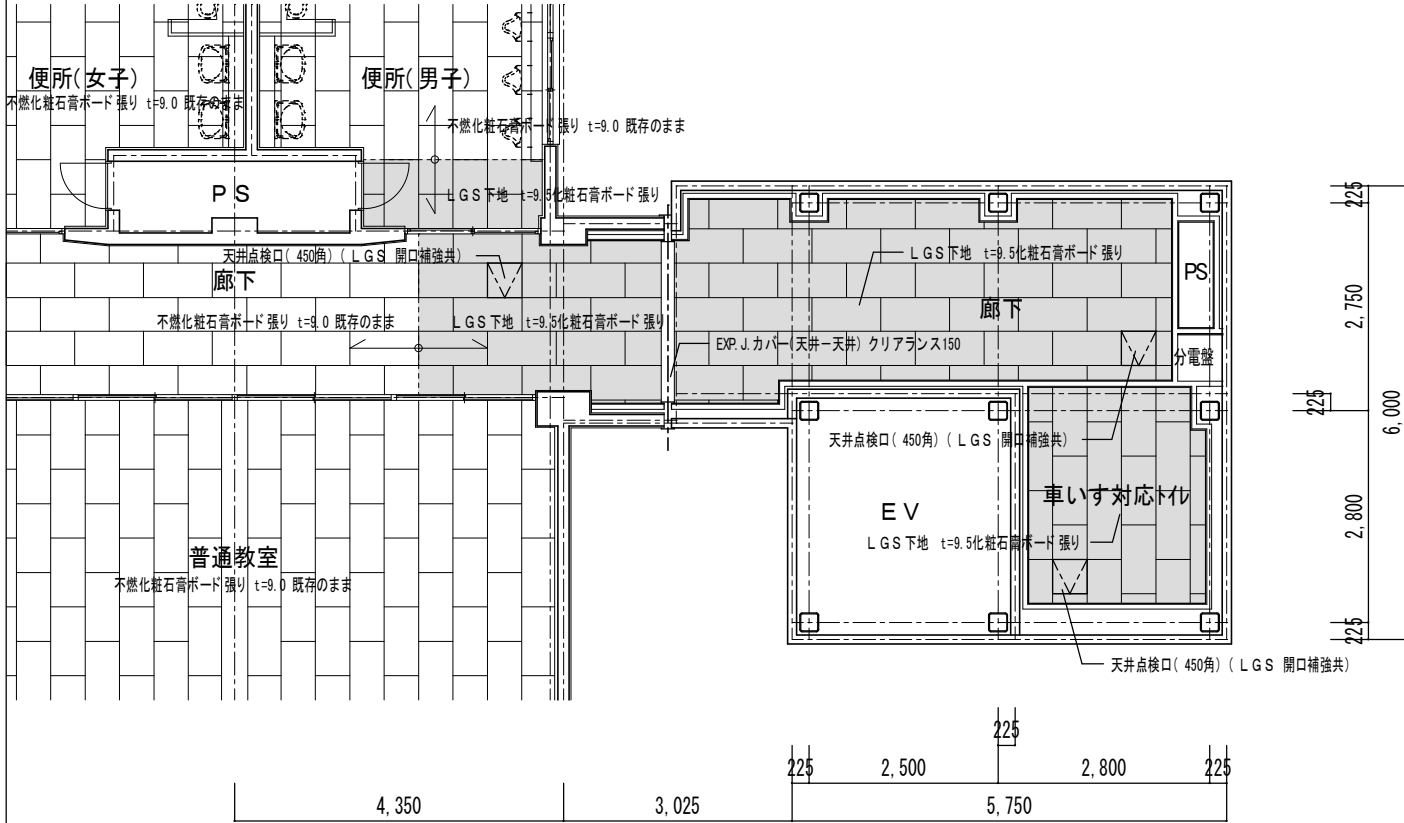 便所(女子)
不燃化粧石膏ボード張り t=9.0 既存のまま
便所(男子)
不燃化粧石膏ボード張り t=9.0 既存のまま
PS
LGS下地 t=9.5化粧石膏ボード張り
天井点検口(450角)(LGS 開口補強共)
廊下
不燃化粧石膏ボード張り t=9.0 既存のまま
LGS下地 t=9.5化粧石膏ボード張り
LGS下地 t=9.5化粧石膏ボード張り
廊下
PS
EXP.J.カバー(天井ー天井) クリアランス150
分電盤
天井点検口(450角)(LGS 開口補強共)
EV
車いす対応トイレ
LGS下地 t=9.5化粧石膏ボード張り
普通教室
不燃化粧石膏ボード張り t=9.0 既存のまま
天井点検口(450角)(LGS 開口補強共)
225
2,750
225
6,000
2,800
225
225
225
2,500
2,800
225
4,350
3,025
5,750